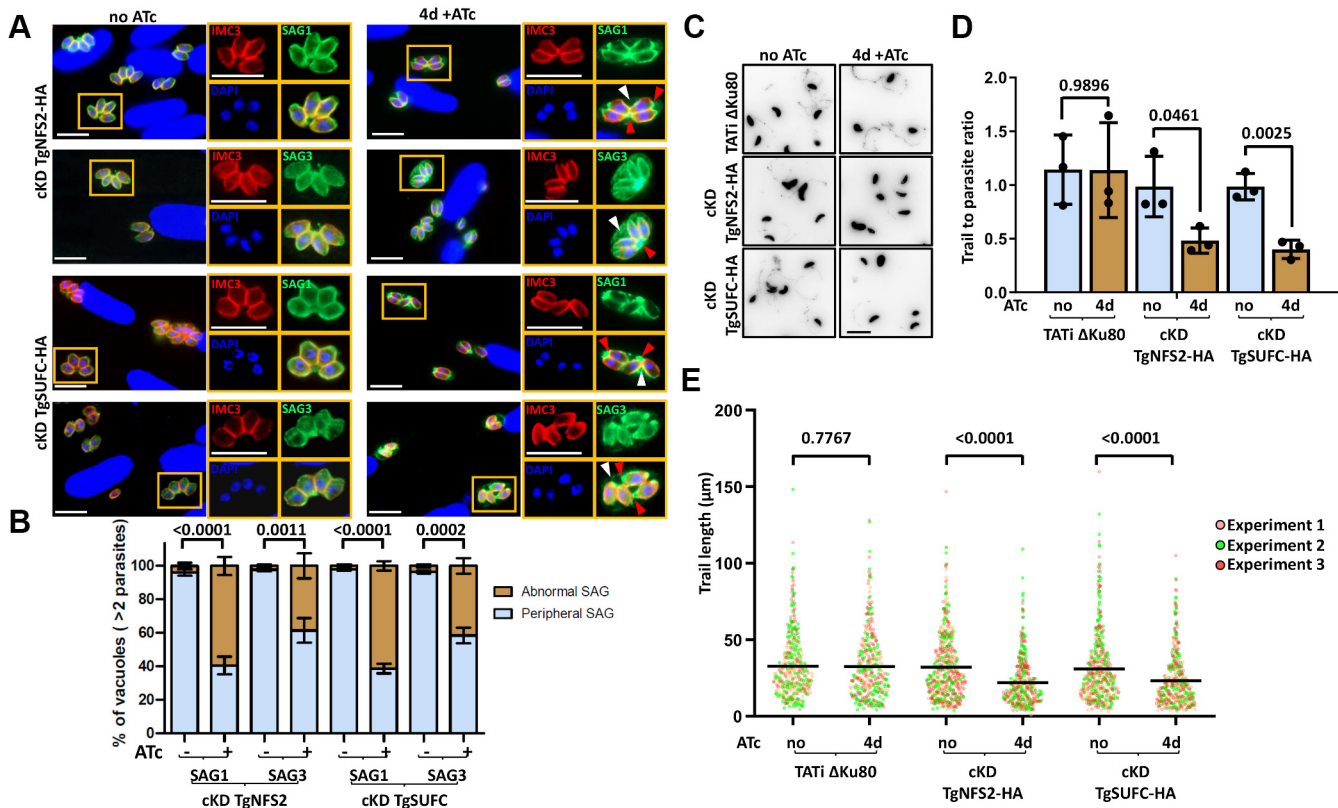 A
no ATc
4d +ATc
cKD TgNFS2-HA
IMC3
SAG1
DAPI
IMC3
SAG1
DAPI
IMC3
SAG3
DAPI
IMC3
SAG3
DAPI
cKD TgSUFC-HA
IMC3
SAG1
DAPI
IMC3
SAG1
DAPI
IMC3
SAG3
DAPI
IMC3
SAG3
DAPI
B
<0.0001
0.0011
<0.0001
0.0002
100
80
60
40
20
0
% of vacuoles ( >2 parasites)
Abnormal SAG
Peripheral SAG
ATc
- + - + - + - +
SAG1 SAG3 SAG1 SAG3
cKD TgNFS2 cKD TgSUFC
C
no ATc
4d +ATc
TATi ΔKu80
cKD
TgNFS2-HA
cKD
TgSUFC-HA
D
2.0
1.5
1.0
0.5
0.0
Trail to parasite ratio
0.9896
0.0461
0.0025
ATc no 4d no 4d no 4d
TATi ΔKu80
cKD
TgNFS2-HA
cKD
TgSUFC-HA
E
200
150
100
50
0
Trail length (µm)
0.7767
<0.0001
<0.0001
Experiment 1
Experiment 2
Experiment 3
ATc no 4d no 4d no 4d
TATi ΔKu80
cKD
TgNFS2-HA
cKD
TgSUFC-HA